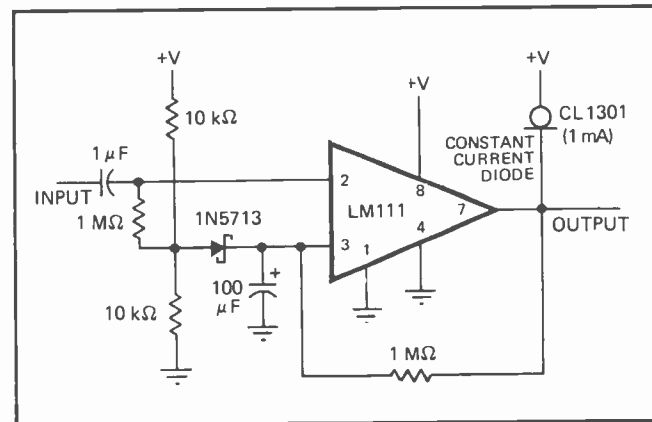 +V
+V
+V
10 kΩ
CL1301
(1 mA)
CONSTANT
CURRENT
DIODE
1 μF
INPUT
2
8
LM111
7
OUTPUT
1 MΩ
1N5713
3
1
4
+
100
μF
10 kΩ
1 MΩ